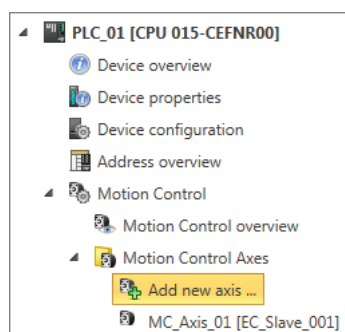 PLC_01 [CPU 015-CEFNR00]
Device overview
Device properties
Device configuration
Address overview
Motion Control
Motion Control overview
Motion Control Axes
Add new axis ...
MC_Axis_01 [EC_Slave_001]